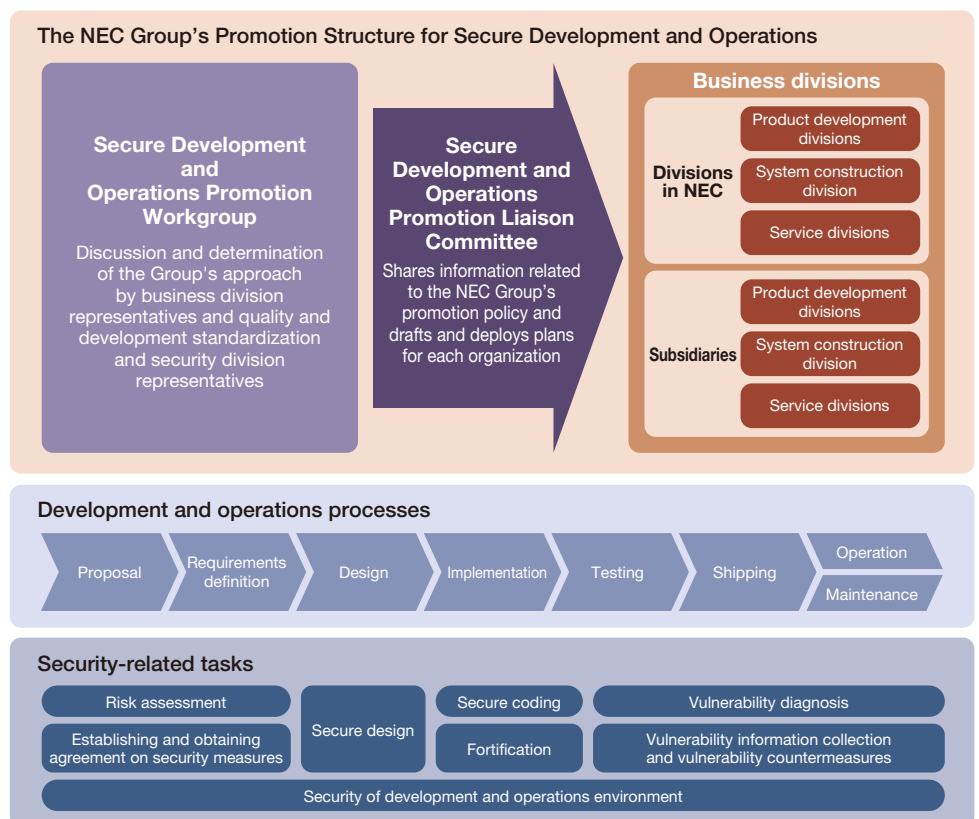 The NEC Group's Promotion Structure for Secure Development and Operations
Secure Development
and
Operations Promotion
Workgroup
Discussion and determination
of the Group's approach
by business division
representatives and quality and
development standardization
and security division
representatives
Secure
Development and
Operations
Promotion Liaison
Committee
Shares information related
to the NEC Group's
promotion policy and
drafts and deploys plans
for each organization
Business divisions
Divisions
in NEC
Product development
divisions
System construction
division
Service divisions
Subsidiaries
Product development
divisions
System construction
division
Service divisions
Development and operations processes
Proposal
Requirements
definition
Design
Implementation
Testing
Shipping
Operation
Maintenance
Security-related tasks
Risk assessment
Establishing and obtaining
agreement on security measures
Secure design
Secure coding
Fortification
Vulnerability diagnosis
Vulnerability information collection
and vulnerability countermeasures
Security of development and operations environment